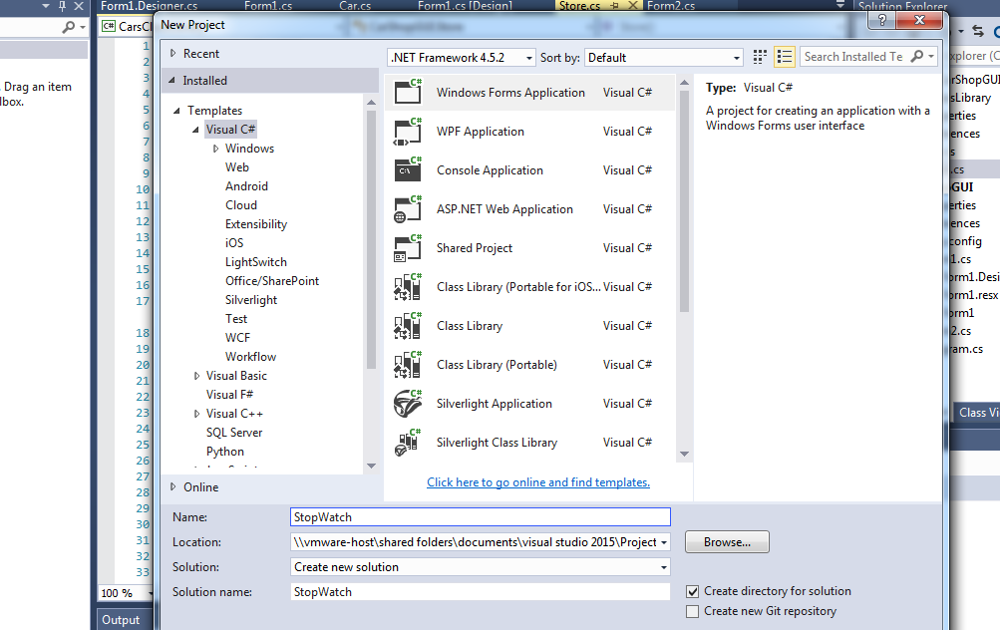 Form1.Designer.cs
Form1.cs
Car.cs
Form1.cs [Design]
Store.cs
Form2.cs
Solution Explorer
C# CarsCl
New Project
?
Drag an item
lbox.
1
2
3
4
5
6
7
8
9
10
11
12
13
14
15
16
17
18
19
20
21
22
23
24
25
26
27
28
29
30
31
32
33
100 %
Output
Recent
Installed
Templates
Visual C#
Windows
Web
Android
Cloud
Extensibility
iOS
LightSwitch
Office/SharePoint
Silverlight
Test
WCF
Workflow
Visual Basic
Visual F#
Visual C++
SQL Server
Python
Online
.NET Framework 4.5.2
Sort by: Default
Search Installed Te
C# Windows Forms Application Visual C#
C# WPF Application Visual C#
C# C:\ Console Application Visual C#
C# ASP.NET Web Application Visual C#
C# Shared Project Visual C#
C# Class Library (Portable for iOS... Visual C#
C# Class Library Visual C#
C# Class Library (Portable) Visual C#
C# Silverlight Application Visual C#
C# Silverlight Class Library Visual C#
Click here to go online and find templates.
Type: Visual C#
A project for creating an application with a
Windows Forms user interface
Name: StopWatch
Location: \\vmware-host\shared folders\documents\visual studio 2015\Project
Browse...
Solution: Create new solution
Solution name: StopWatch
Create directory for solution
Create new Git repository
xplorer (C
rShopGUI
sLibrary
erties
ences
s
.cs
GUI
erties
ences
config
1.cs
orm1.Desi
orm1.resx
orm1
2.cs
ram.cs
Class Vi